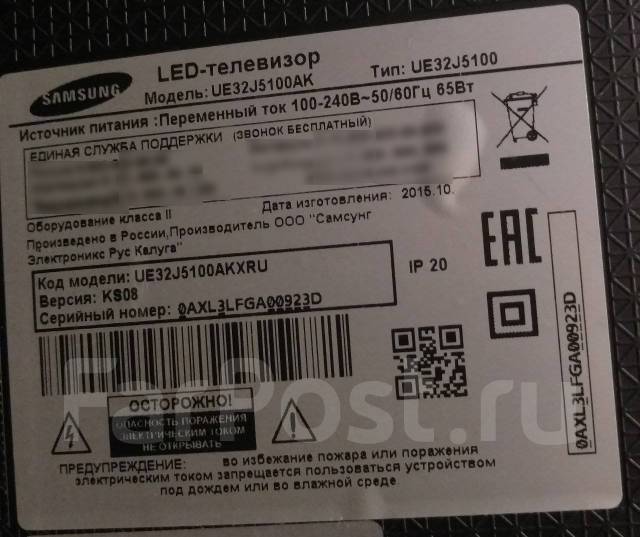 SAMSUNG
LED-телевизор
Модель: UE32J5100AK
Тип: UE32J5100
Источник питания :Переменный ток 100-240В~50/60Гц 65Вт
ЕДИНАЯ СЛУЖБА ПОДДЕРЖКИ (ЗВОНОК БЕСПЛАТНЫЙ)
Дата изготовления: 2015.10.
Оборудование класса II
Произведено в России,Производитель ООО "Самсунг
Электроникс Рус Калуга"
Код модели: UE32J5100AKXRU
Версия: KS08
Серийный номер: 0AXL3LFGA00923D
IP 20
EAC
0AXL3LFGA00923D
FarPost.ru
ОСТОРОЖНО!
ОПАСНОСТЬ ПОРАЖЕНИЯ
ЭЛЕКТРИЧЕСКИМ ТОКОМ
НЕ ОТКРЫВАТЬ
ПРЕДУПРЕЖДЕНИЕ: во избежание пожара или поражения
электрическим током запрещается пользоваться устройством
под дождем или во влажной среде